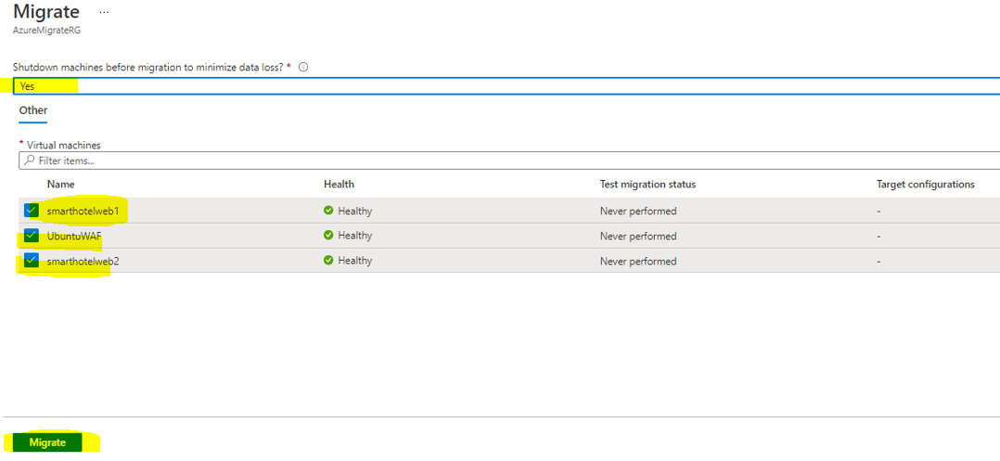 Migrate ...
AzureMigrateRG
Shutdown machines before migration to minimize data loss? *
Yes
Other
* Virtual machines
Filter items...
Name Health Test migration status Target configurations
smarthotelweb1 Healthy Never performed -
UbuntuWAF Healthy Never performed -
smarthotelweb2 Healthy Never performed -
Migrate